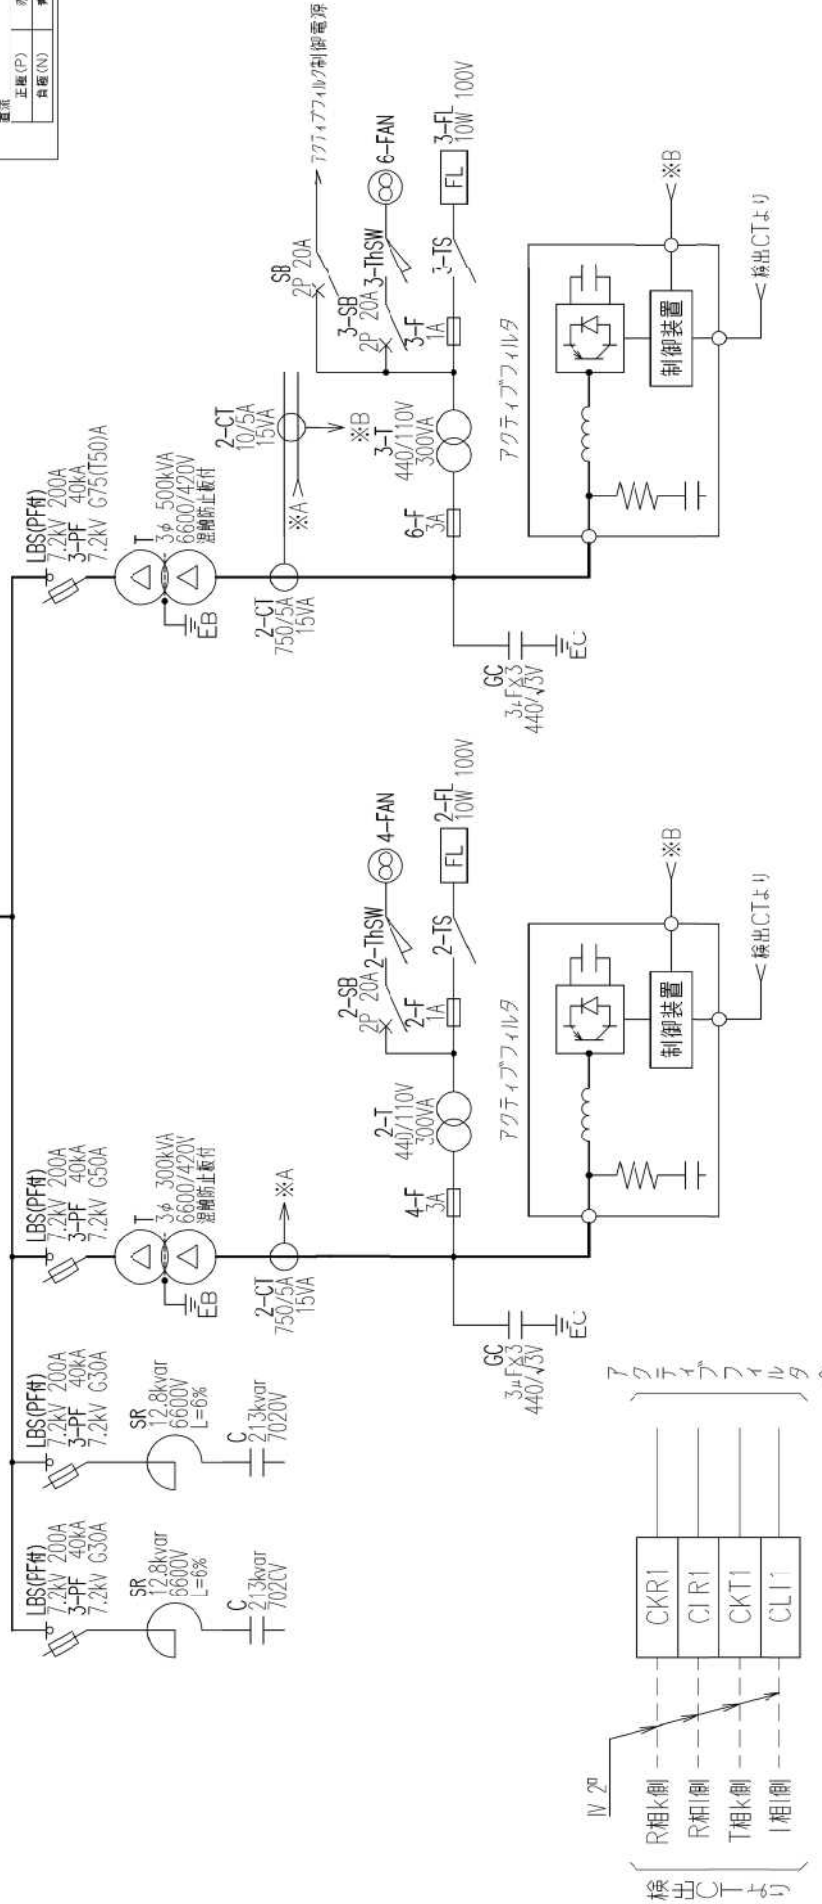 直流
正極(P)
負極(N)
LBS(PF付)
7.2kV 200A
3-PF 40kA
7.2kV G30A
SR
12.8kvar
6600V
L=6%
C
213kvar
702CV
LBS(PF付)
7.2kV 200A
3-PF 40kA
7.2kV G30A
SR
12.8kvar
6600V
L=6%
C
213kvar
7020V
LBS(PF付)
7.2kV 200A
3-PF 40kA
7.2kV G50A
T
3φ 300kVA
6600/420V
混触防止板付
EB
2-CT
750/5A
15VA
※A
4-F
3A
2-T
440/110V
300VA
2-SB
2P 20A
2-ThSW
4-FAN
2-F
1A
2-TS
2-FL
10W 100V
FL
GC
3μF×3
440/√3V
EC
アクティブフィルタ
制御装置
※B
検出CTより
LBS(PF付)
7.2kV 200A
3-PF 40kA
7.2kV G75(T50)A
T
3φ 500kVA
6600/420V
混触防止板付
EB
2-CT
750/5A
15VA
※A
2-CT
10/5A
15VA
※B
6-F
3A
3-T
440/110V
300VA
SB
2P 20A
アクティブフィルタ制御電源
3-SB
2P 20A
3-ThSW
6-FAN
3-F
1A
3-TS
3-FL
10W 100V
FL
GC
3μF×3
440/√3V
EC
アクティブフィルタ
制御装置
※B
検出CTより
検出CTより
IV 2□
R相k側
R相l側
T相k側
T相l側
CKR1
CLR1
CKT1
CLT1
アクティブフィルタ